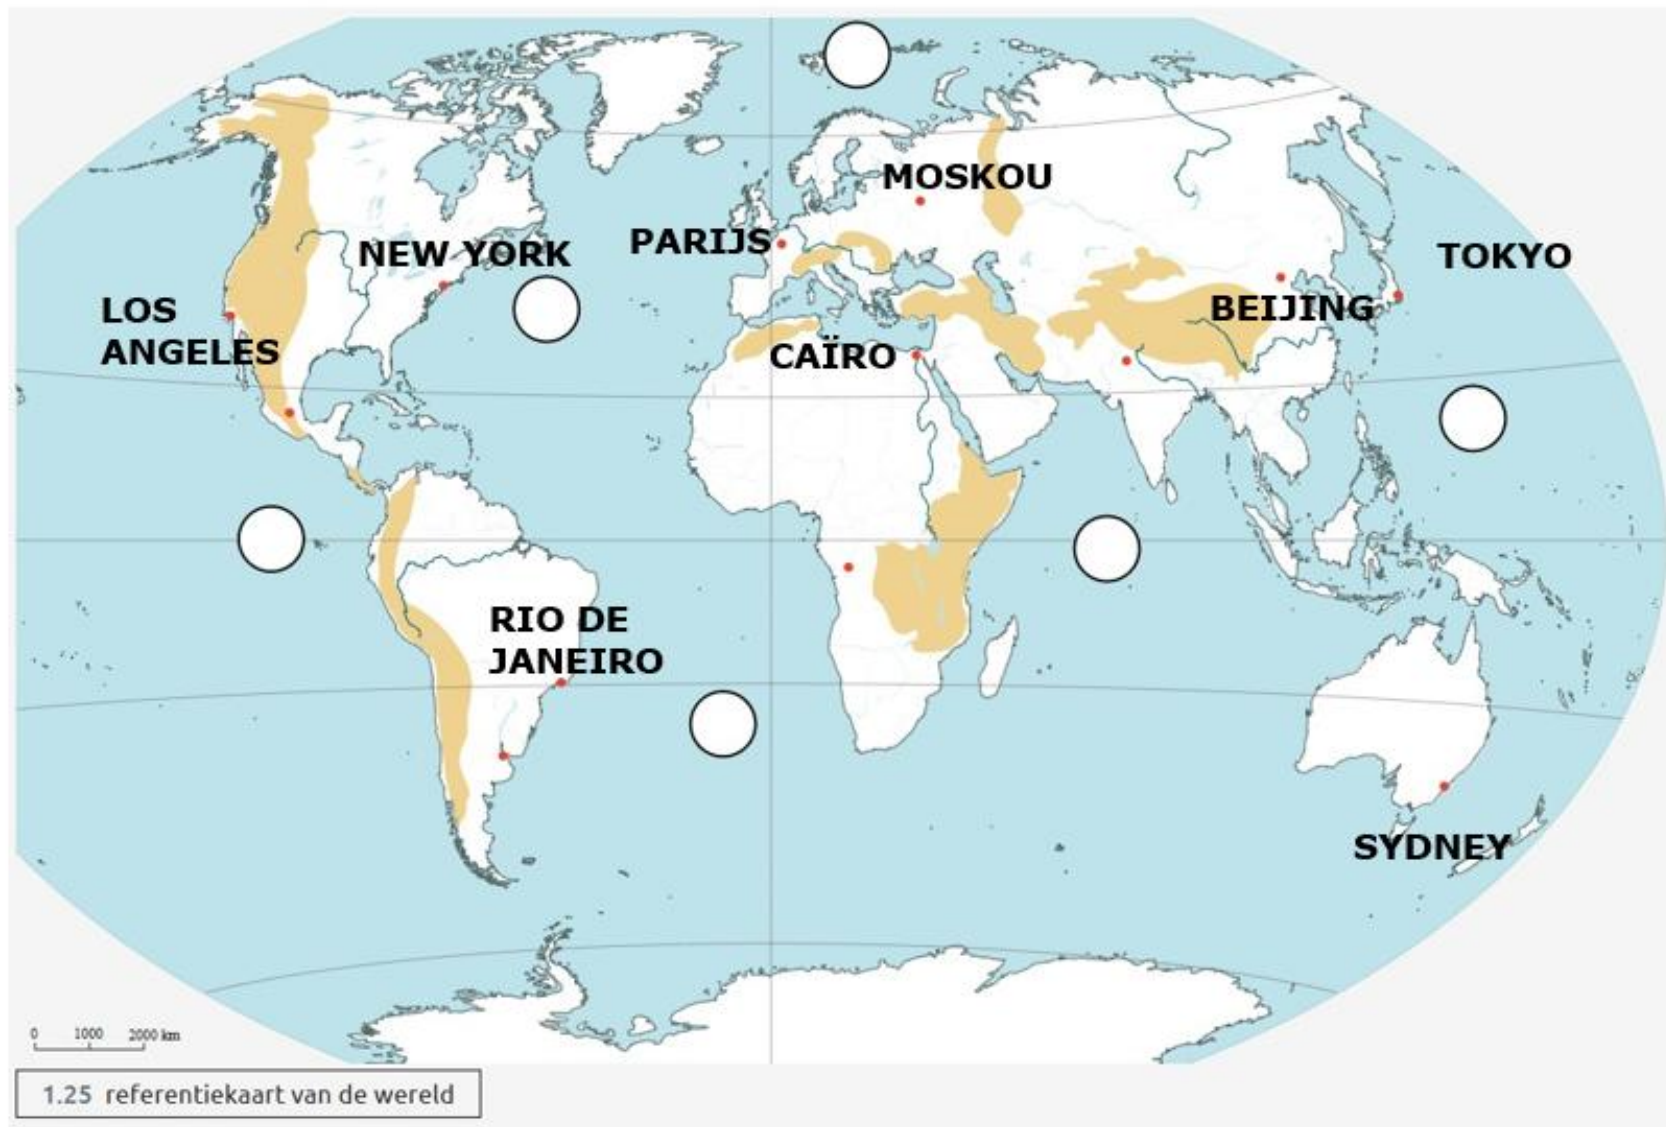 MOSKOU
NEW YORK
PARIJS
TOKYO
LOS
ANGELES
BEIJING
CAÏRO
RIO DE
JANEIRO
SYDNEY
0 1000 2000 km
1.25 referentiekaart van de wereld